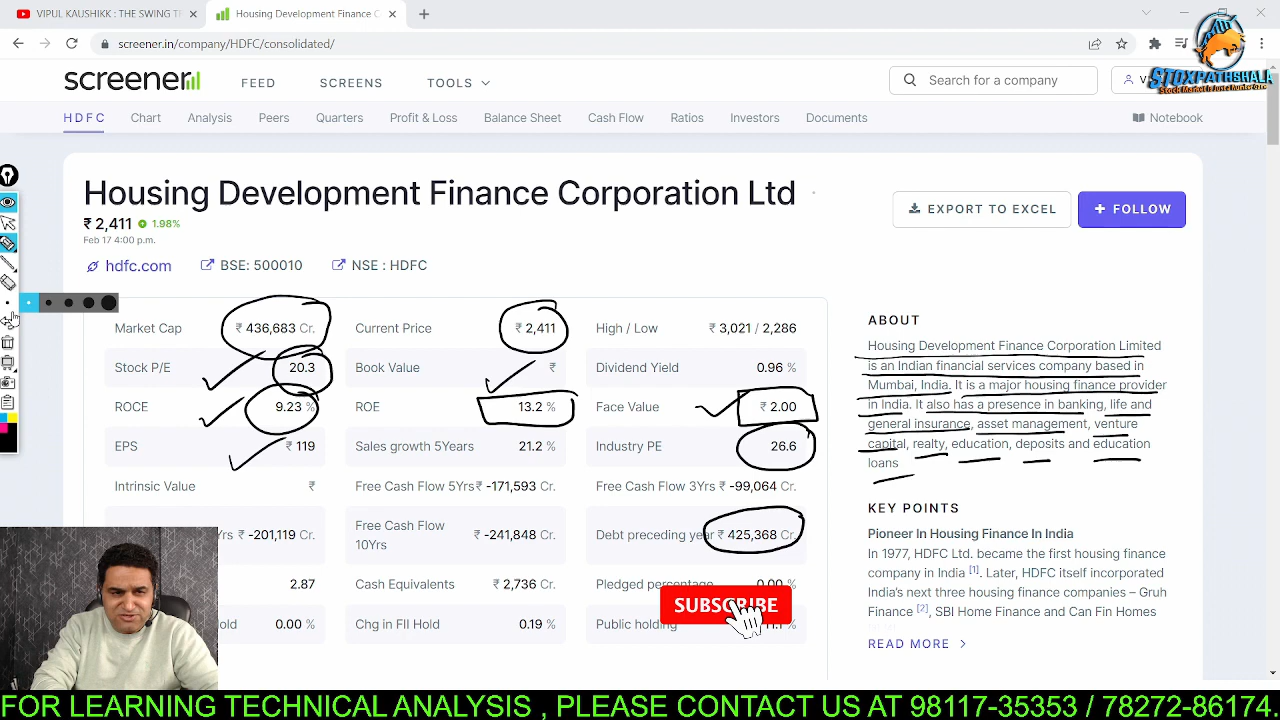 VIPUL KAUSHIKK : THE SWING T
Housing Development Finance C
screener.in/company/HDFC/consolidated/
screener
FEED
SCREENS
TOOLS
Search for a company
STOXPATHSHALA
HDFC
Chart
Analysis
Peers
Quarters
Profit & Loss
Balance Sheet
Cash Flow
Ratios
Investors
Documents
Notebook
Housing Development Finance Corporation Ltd
₹ 2,411 1.98%
Feb 17 4:00 p.m.
EXPORT TO EXCEL
+ FOLLOW
hdfc.com
BSE: 500010
NSE : HDFC
Market Cap ₹ 436,683 Cr.
Current Price ₹ 2,411
High / Low ₹ 3,021 / 2,286
Stock P/E 20.3
Book Value ₹
Dividend Yield 0.96 %
ROCE 9.23 %
ROE 13.2 %
Face Value ₹ 2.00
EPS ₹ 119
Sales growth 5Years 21.2 %
Industry PE 26.6
Intrinsic Value ₹
Free Cash Flow 5Yrs ₹ -171,593 Cr.
Free Cash Flow 3Yrs ₹ -99,064 Cr.
Yrs ₹ -201,119 Cr.
Free Cash Flow
10Yrs
₹ -241,848 Cr.
Debt preceding year ₹ 425,368 Cr.
2.87
Cash Equivalents ₹ 2,736 Cr.
Pledged percentage 0.00 %
old 0.00 %
Chg in FII Hold 0.19 %
Public holding 11.1 %
SUBSCRIBE
ABOUT
Housing Development Finance Corporation Limited
is an Indian financial services company based in
Mumbai, India. It is a major housing finance provider
in India. It also has a presence in banking, life and
general insurance, asset management, venture
capital, realty, education, deposits and education
loans
KEY POINTS
Pioneer In Housing Finance In India
In 1977, HDFC Ltd. became the first housing finance
company in India [1]. Later, HDFC itself incorporated
India's next three housing finance companies – Gruh
Finance [2], SBI Home Finance and Can Fin Homes
READ MORE
FOR LEARNING TECHNICAL ANALYSIS , PLEASE CONTACT US AT 98117-35353 / 78272-86174.